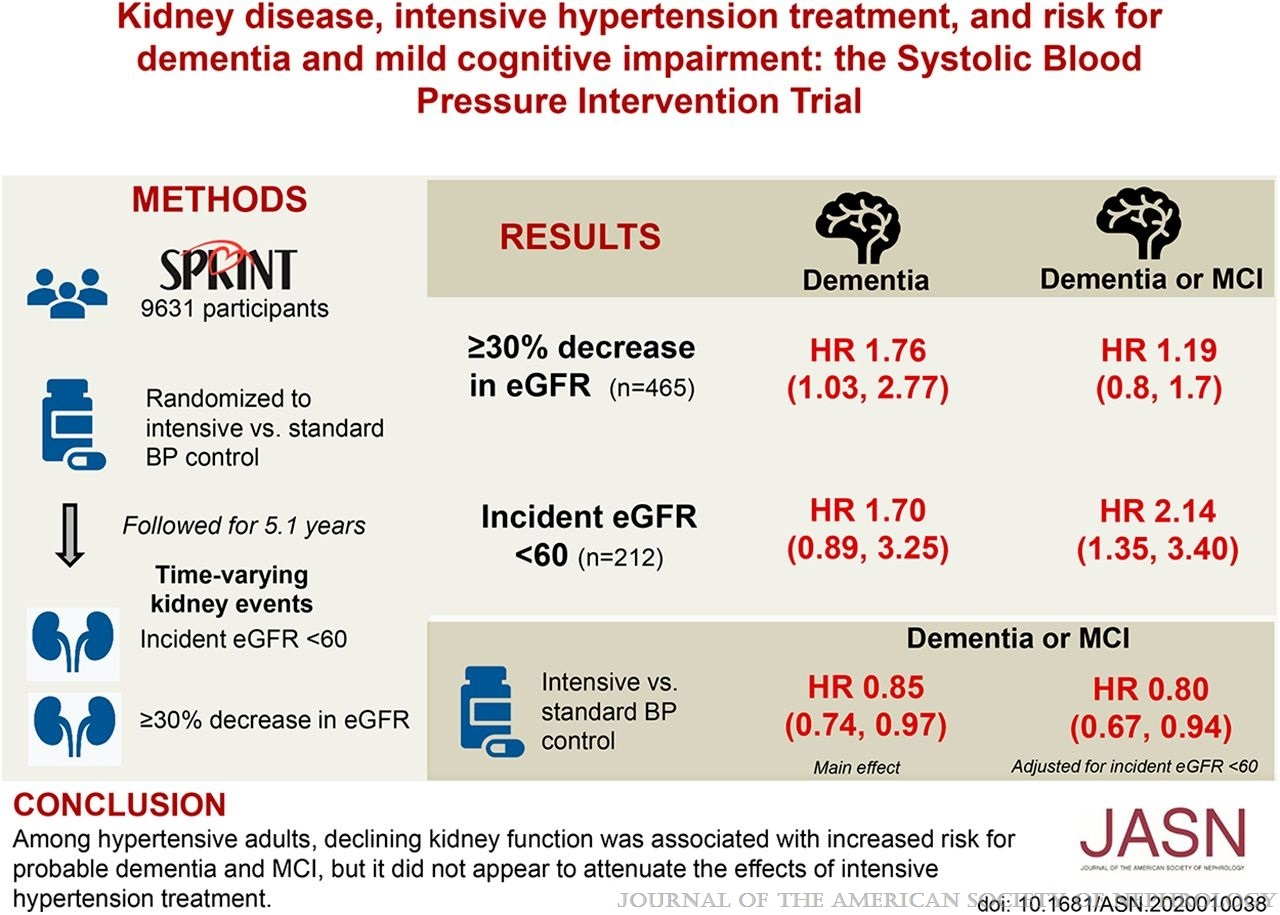 Kidney disease, intensive hypertension treatment, and risk for
dementia and mild cognitive impairment: the Systolic Blood
Pressure Intervention Trial
METHODS
SPRINT
9631 participants
Randomized to
intensive vs. standard
BP control
Followed for 5.1 years
Time-varying
kidney events
Incident eGFR <60
≥30% decrease in eGFR
RESULTS
Dementia
Dementia or MCI
≥30% decrease
in eGFR (n=465)
HR 1.76
(1.03, 2.77)
HR 1.19
(0.8, 1.7)
Incident eGFR
<60 (n=212)
HR 1.70
(0.89, 3.25)
HR 2.14
(1.35, 3.40)
Dementia or MCI
Intensive vs.
standard BP
control
HR 0.85
(0.74, 0.97)
Main effect
HR 0.80
(0.67, 0.94)
Adjusted for incident eGFR <60
CONCLUSION
Among hypertensive adults, declining kidney function was associated with increased risk for
probable dementia and MCI, but it did not appear to attenuate the effects of intensive
hypertension treatment.
JASN
JOURNAL OF THE AMERICAN SOCIETY OF NEPHROLOGY
JOURNAL OF THE AMERICAN SOCIETY OF NEPHROLOGY
doi: 10.1681/ASN.2020010038